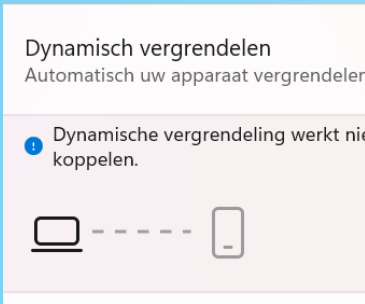 Dynamisch vergrendelen
Automatisch uw apparaat vergrendelen
Dynamische vergrendeling werkt nie
koppelen.